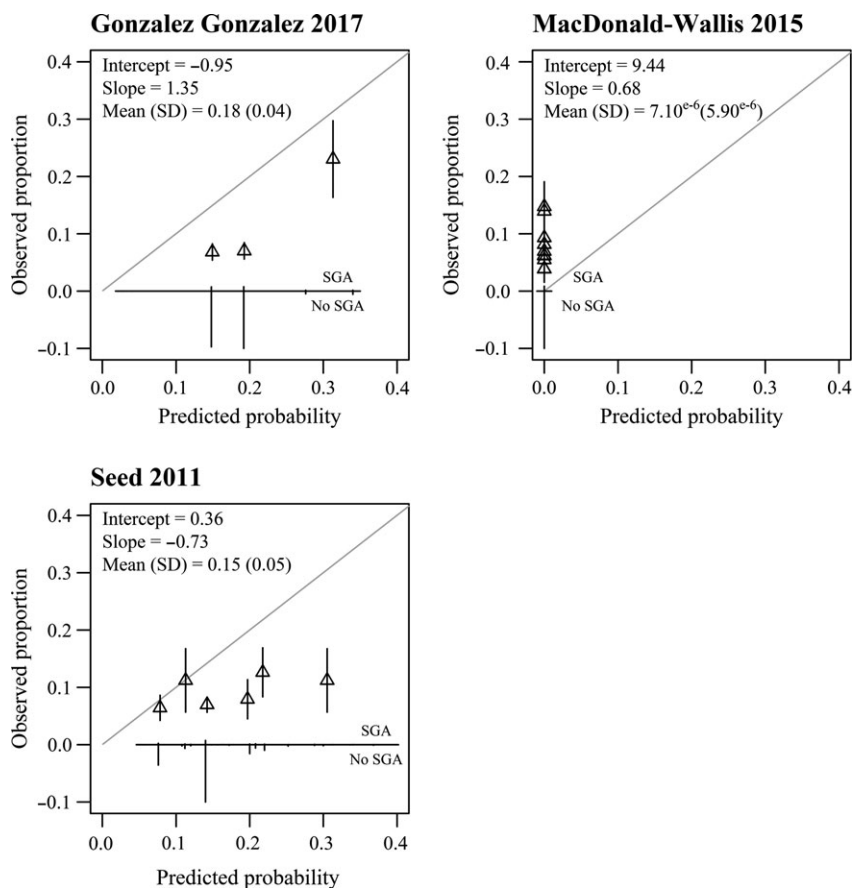 Gonzalez Gonzalez 2017
Intercept = −0.95
Slope = 1.35
Mean (SD) = 0.18 (0.04)
Observed proportion
0.4
0.3
0.2
0.1
0.0
−0.1
SGA
No SGA
0.0 0.1 0.2 0.3 0.4
Predicted probability
MacDonald-Wallis 2015
Intercept = 9.44
Slope = 0.68
Mean (SD) = 7.10e-6(5.90e-6)
Observed proportion
0.4
0.3
0.2
0.1
0.0
−0.1
SGA
No SGA
0.0 0.1 0.2 0.3 0.4
Predicted probability
Seed 2011
Intercept = 0.36
Slope = −0.73
Mean (SD) = 0.15 (0.05)
Observed proportion
0.4
0.3
0.2
0.1
0.0
−0.1
SGA
No SGA
0.0 0.1 0.2 0.3 0.4
Predicted probability